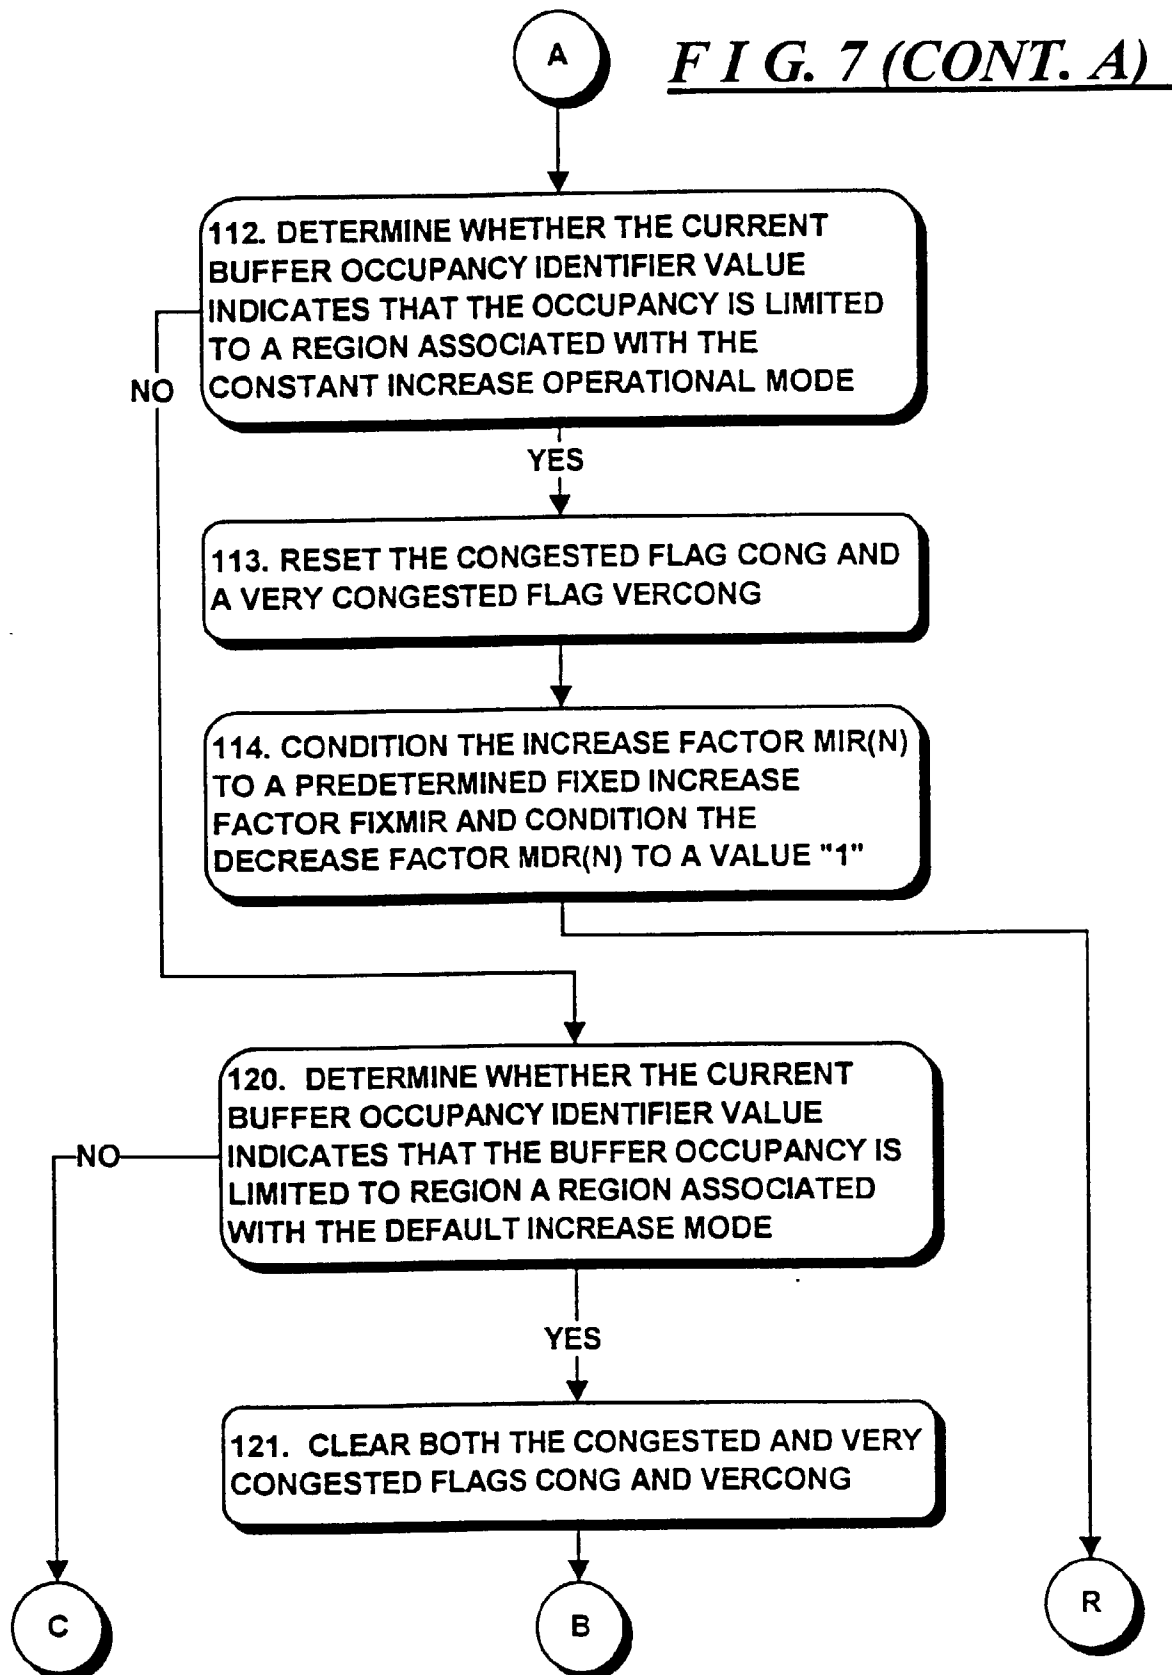 A
F I G. 7 (CONT. A)
112. DETERMINE WHETHER THE CURRENT
BUFFER OCCUPANCY IDENTIFIER VALUE
INDICATES THAT THE OCCUPANCY IS LIMITED
TO A REGION ASSOCIATED WITH THE
CONSTANT INCREASE OPERATIONAL MODE
NO
YES
113. RESET THE CONGESTED FLAG CONG AND
A VERY CONGESTED FLAG VERCONG
114. CONDITION THE INCREASE FACTOR MIR(N)
TO A PREDETERMINED FIXED INCREASE
FACTOR FIXMIR AND CONDITION THE
DECREASE FACTOR MDR(N) TO A VALUE "1"
120. DETERMINE WHETHER THE CURRENT
BUFFER OCCUPANCY IDENTIFIER VALUE
INDICATES THAT THE BUFFER OCCUPANCY IS
LIMITED TO REGION A REGION ASSOCIATED
WITH THE DEFAULT INCREASE MODE
NO
YES
121. CLEAR BOTH THE CONGESTED AND VERY
CONGESTED FLAGS CONG AND VERCONG
C
B
R